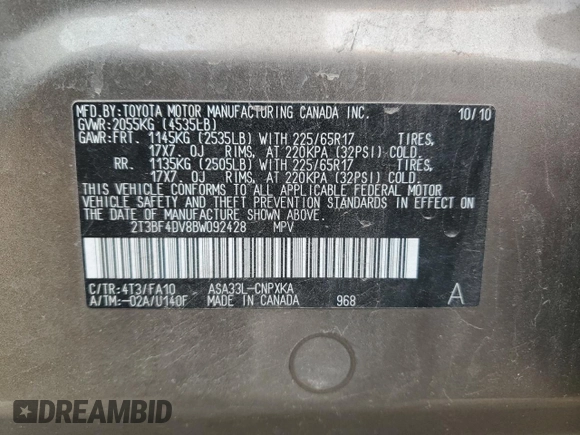 MFD.BY:TOYOTA MOTOR MANUFACTURING CANADA INC. 10/10
GVWR:2055KG (4535LB)
GAWR:FRT. 1145KG (2535LB) WITH 225/65R17 TIRES,
17X7. 0J RIMS, AT 220KPA (32PSI) COLD.
RR. 1135KG (2505LB) WITH 225/65R17 TIRES,
17X7. 0J RIMS, AT 220KPA (32PSI) COLD.
THIS VEHICLE CONFORMS TO ALL APPLICABLE FEDERAL MOTOR
VEHICLE SAFETY AND THEFT PREVENTION STANDARDS IN EFFECT
ON THE DATE OF MANUFACTURE SHOWN ABOVE.
2T3BF4DV8BW092428 MPV
C/TR:4T3/FA10 ASA33L-CNPXKA
A/TM:-02A/U140F MADE IN CANADA 968 A
DREAMBID